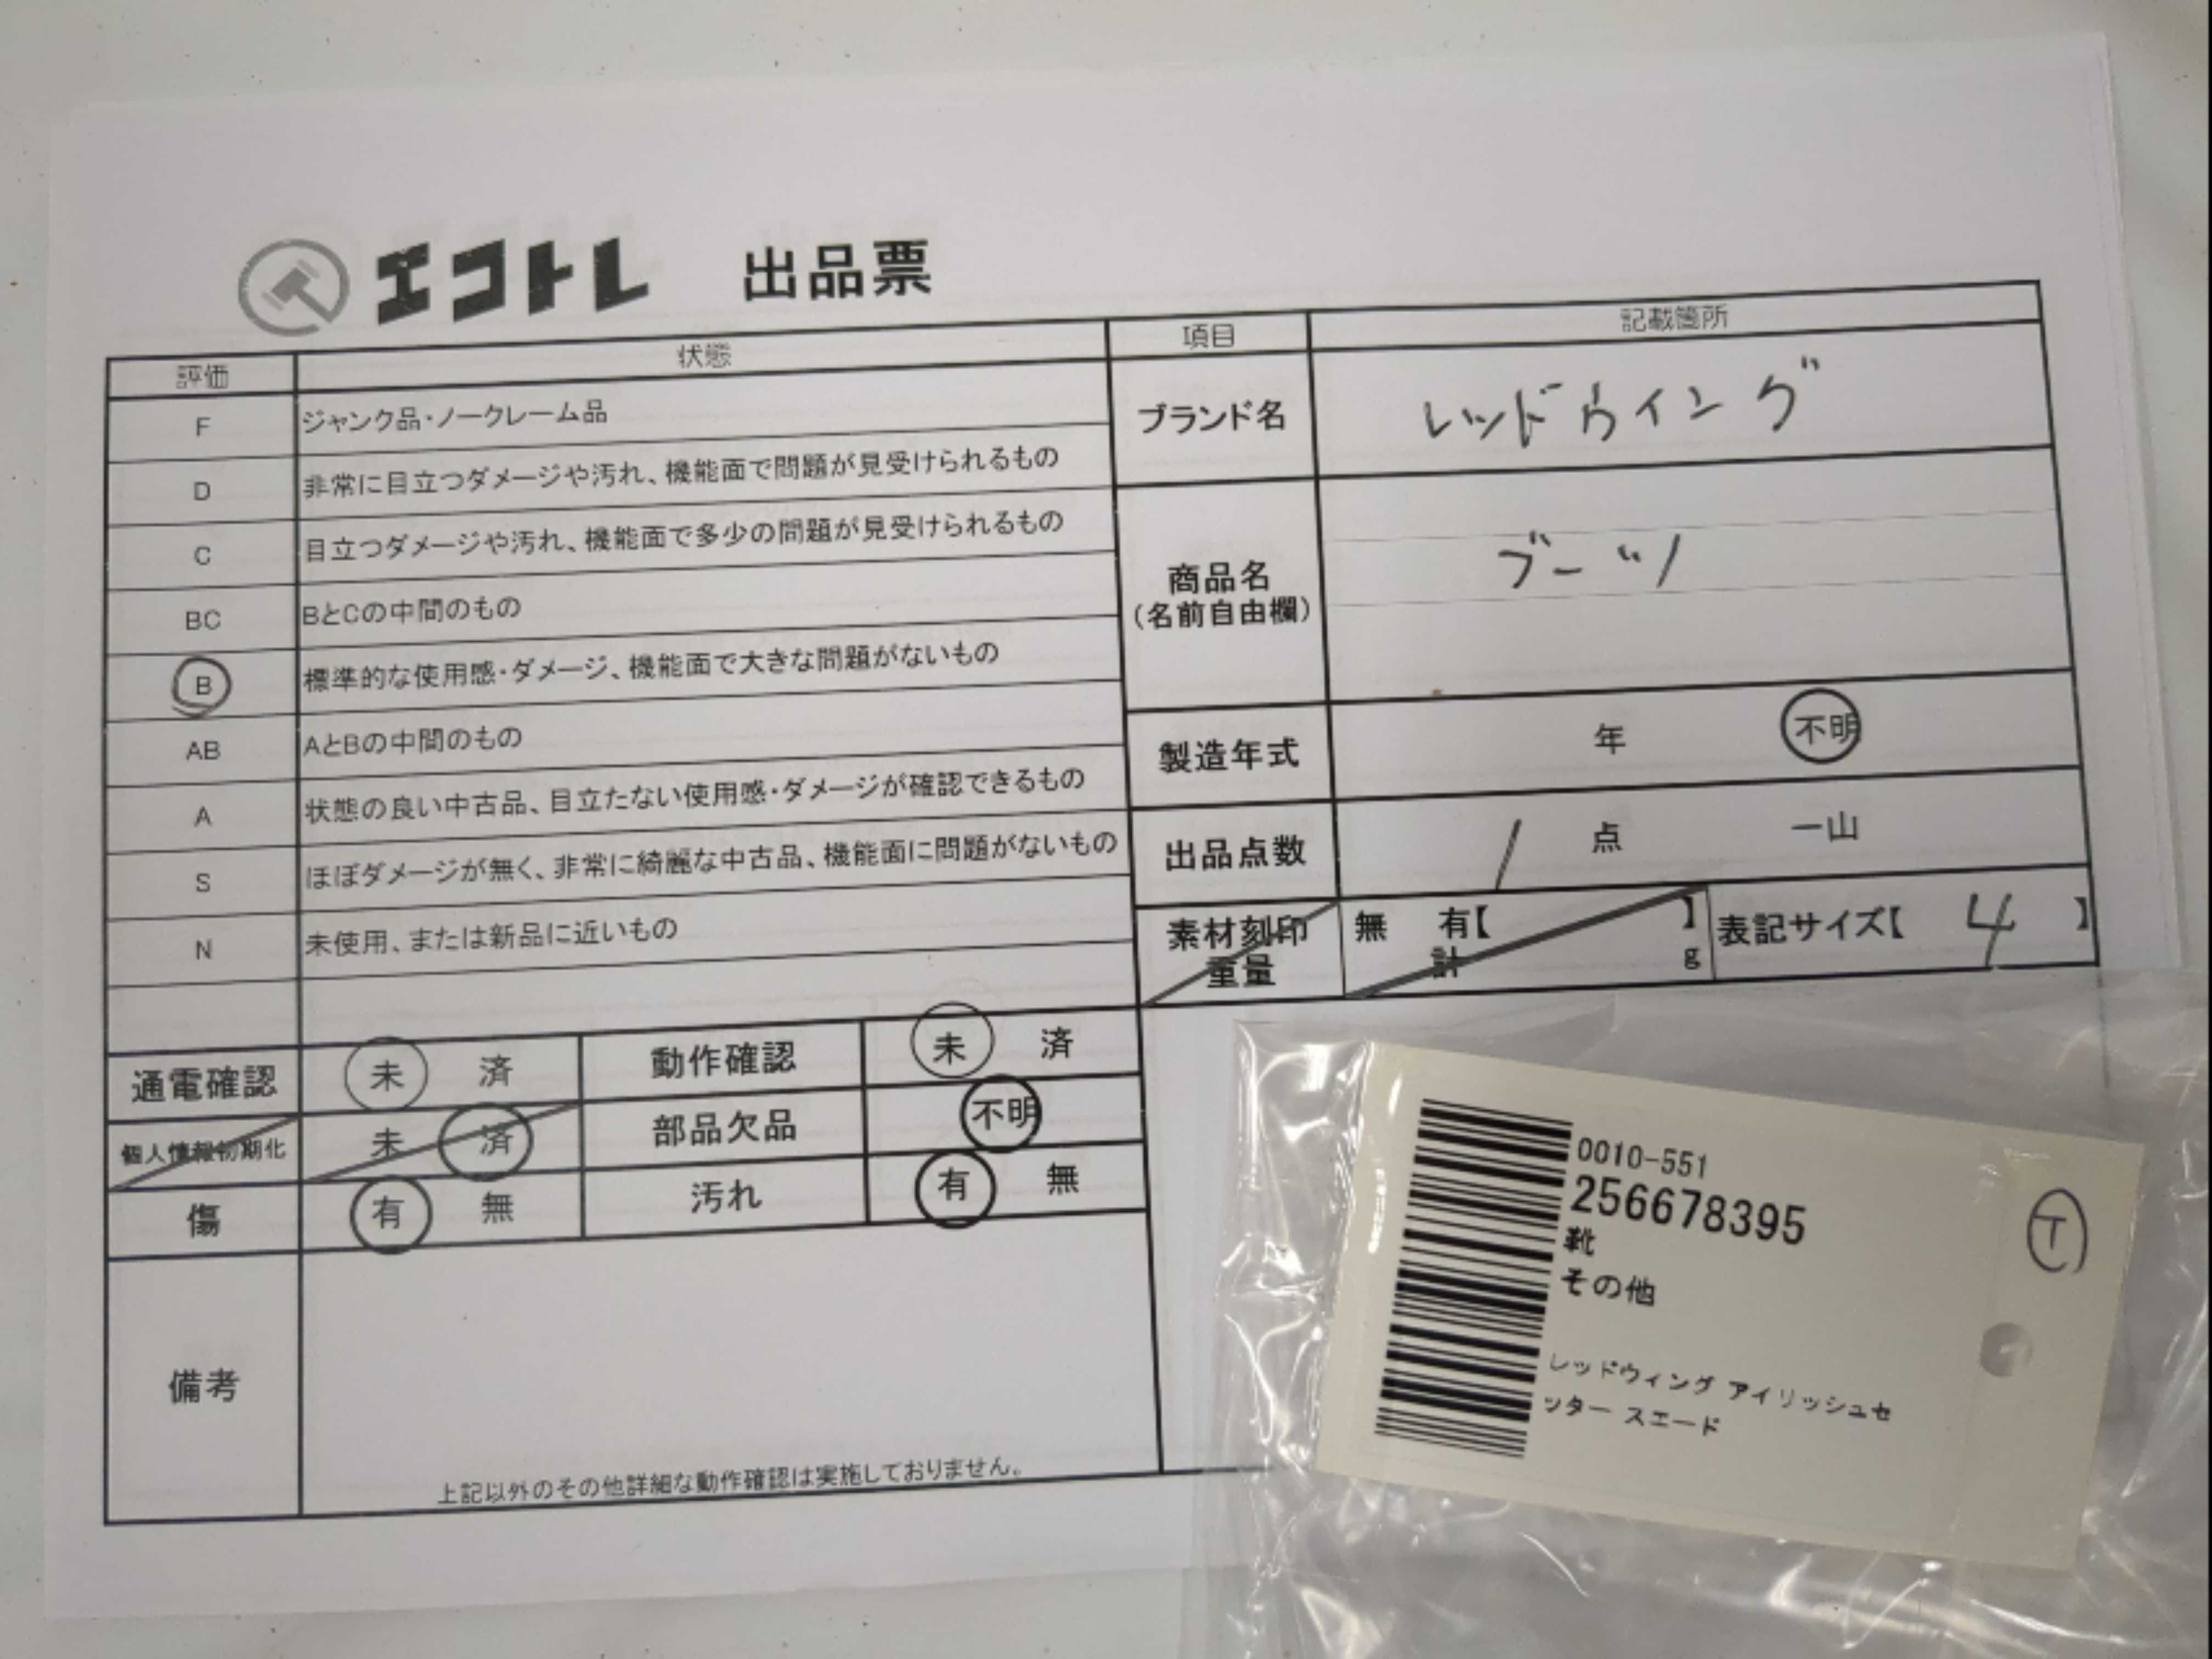 エコトレ 出品票
評価 状態
F ジャンク品・ノークレーム品
D 非常に目立つダメージや汚れ、機能面で問題が見受けられるもの
C 目立つダメージや汚れ、機能面で多少の問題が見受けられるもの
BC BとCの中間のもの
B 標準的な使用感・ダメージ、機能面で大きな問題がないもの
AB AとBの中間のもの
A 状態の良い中古品、目立たない使用感・ダメージが確認できるもの
S ほぼダメージが無く、非常に綺麗な中古品、機能面に問題がないもの
N 未使用、または新品に近いもの
項目 記載箇所
ブランド名 レッドウイング
商品名 ブーツ
(名前自由欄)
製造年式 年 不明
出品点数 1 点 一山
素材刻印 無 有【 】 表記サイズ【 4 】
重量 計 g
通電確認 未 済 動作確認 未 済
個人情報初期化 未 済 部品欠品 不明
傷 有 無 汚れ 有 無
備考
上記以外のその他詳細な動作確認は実施しておりません。
0010-551
256678395
靴
その他
レッドウィング アイリッシュセ
ッター スエード
T